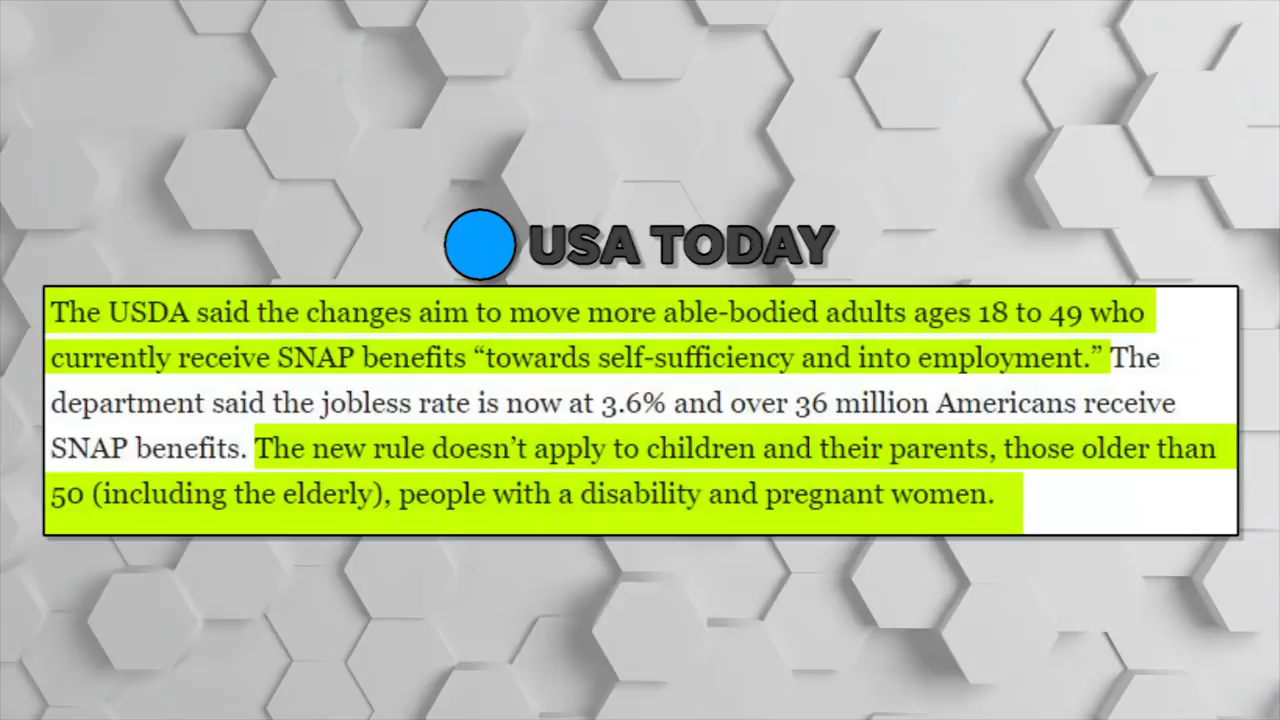 USA TODAY
The USDA said the changes aim to move more able-bodied adults ages 18 to 49 who
currently receive SNAP benefits “towards self-sufficiency and into employment.” The
department said the jobless rate is now at 3.6% and over 36 million Americans receive
SNAP benefits. The new rule doesn’t apply to children and their parents, those older than
50 (including the elderly), people with a disability and pregnant women.